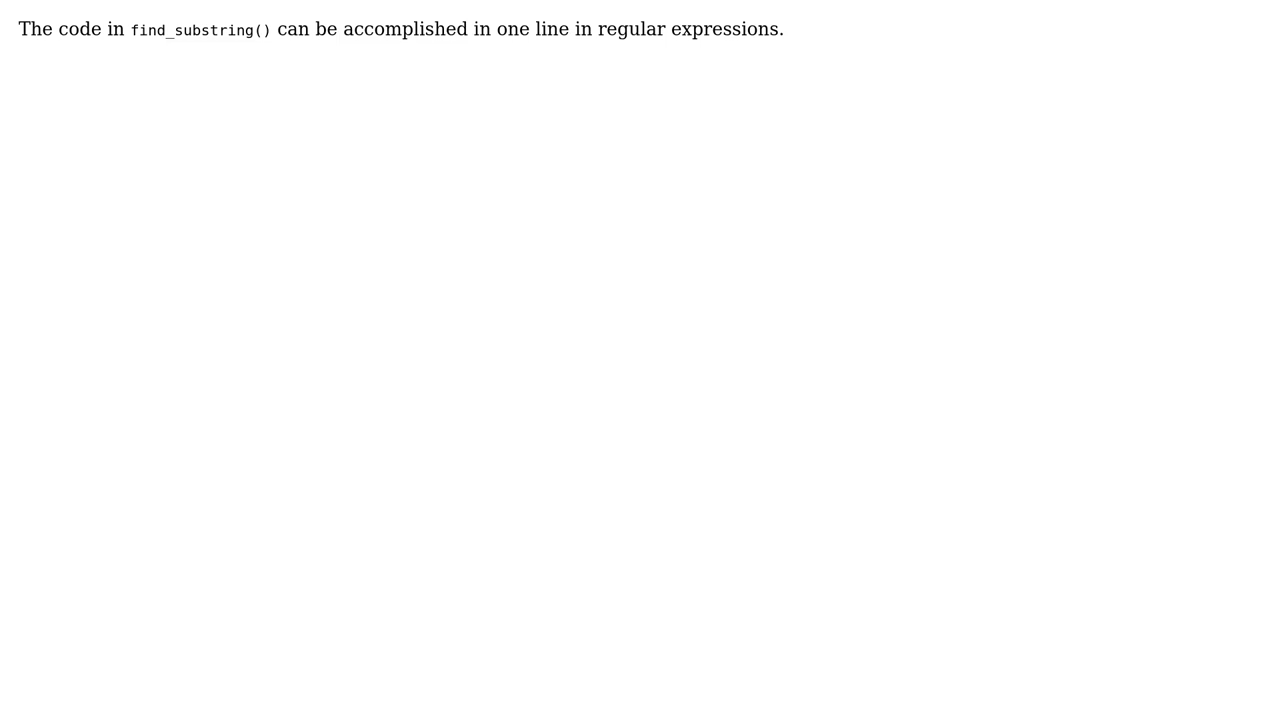 The code in find_substring() can be accomplished in one line in regular expressions.